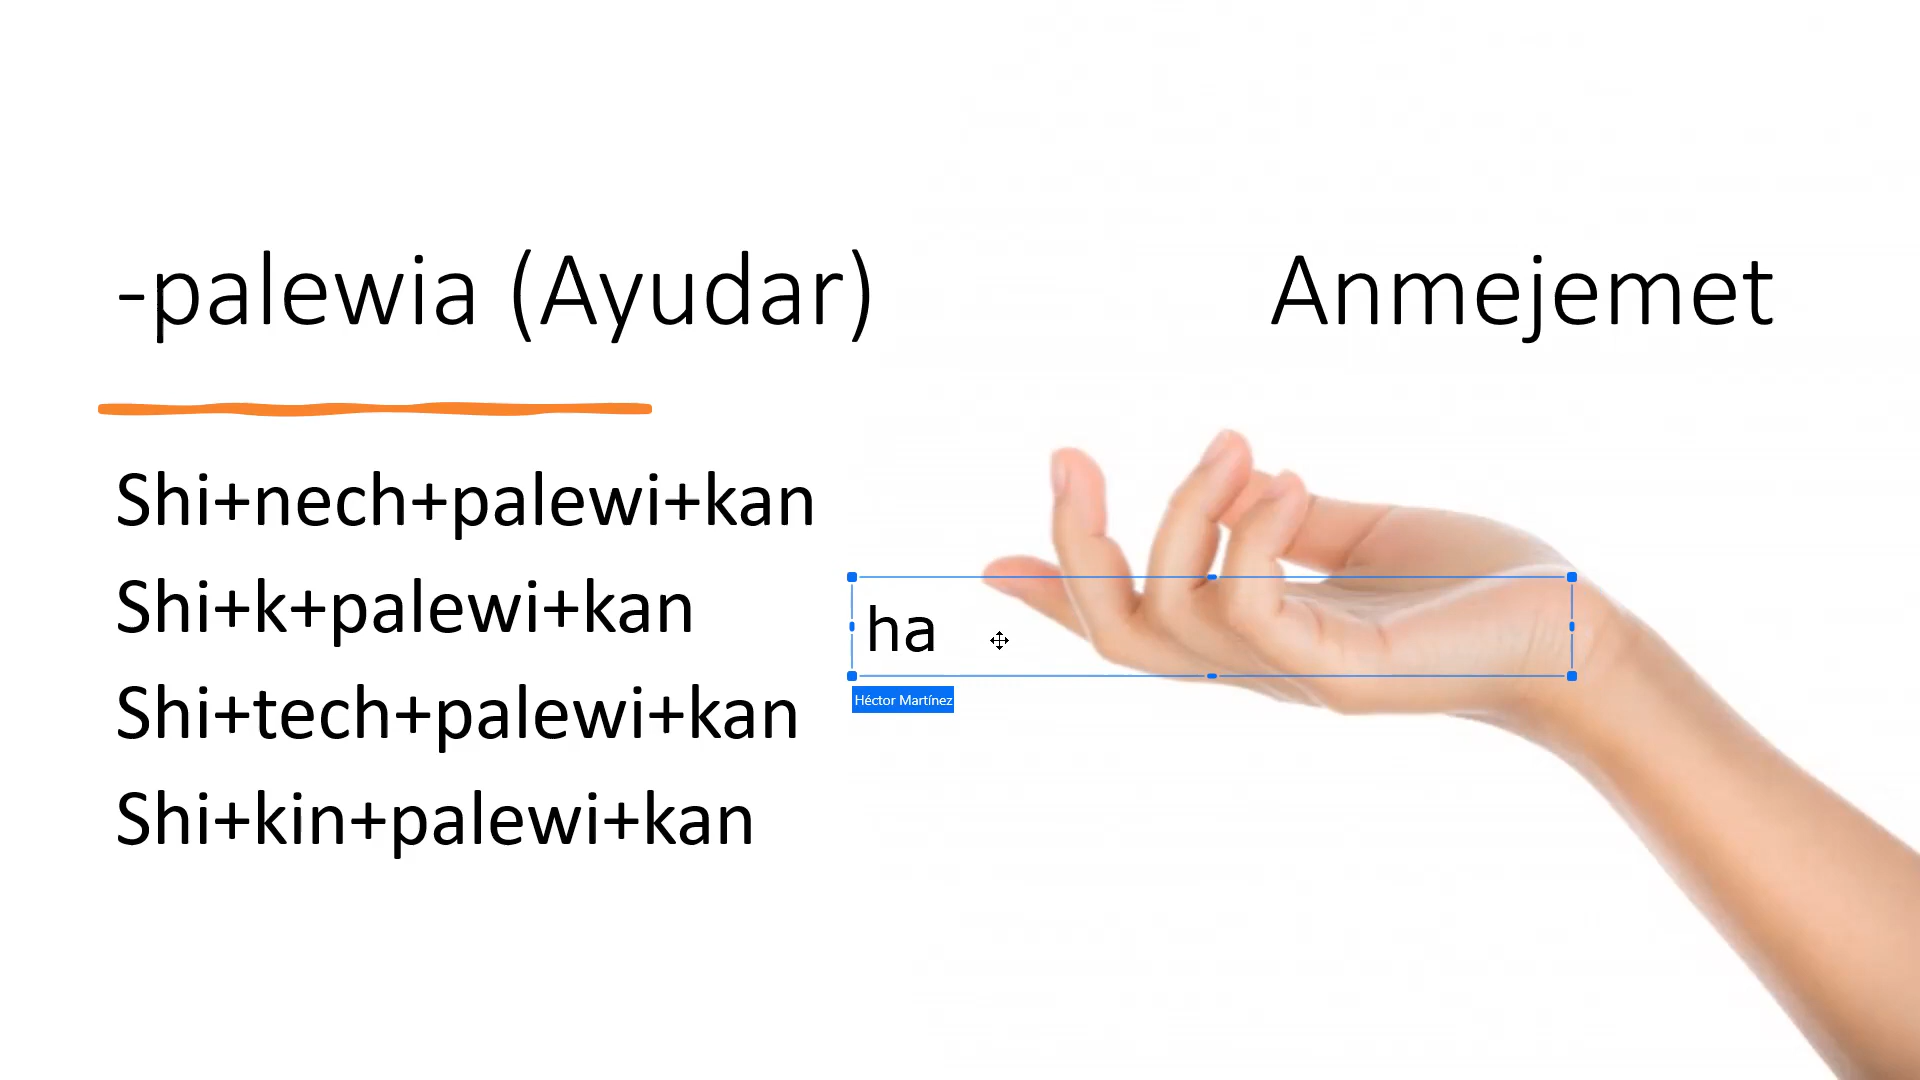 -palewia (Ayudar)
Anmejemet
Shi+nech+palewi+kan
Shi+k+palewi+kan
ha
Héctor Martínez
Shi+tech+palewi+kan
Shi+kin+palewi+kan